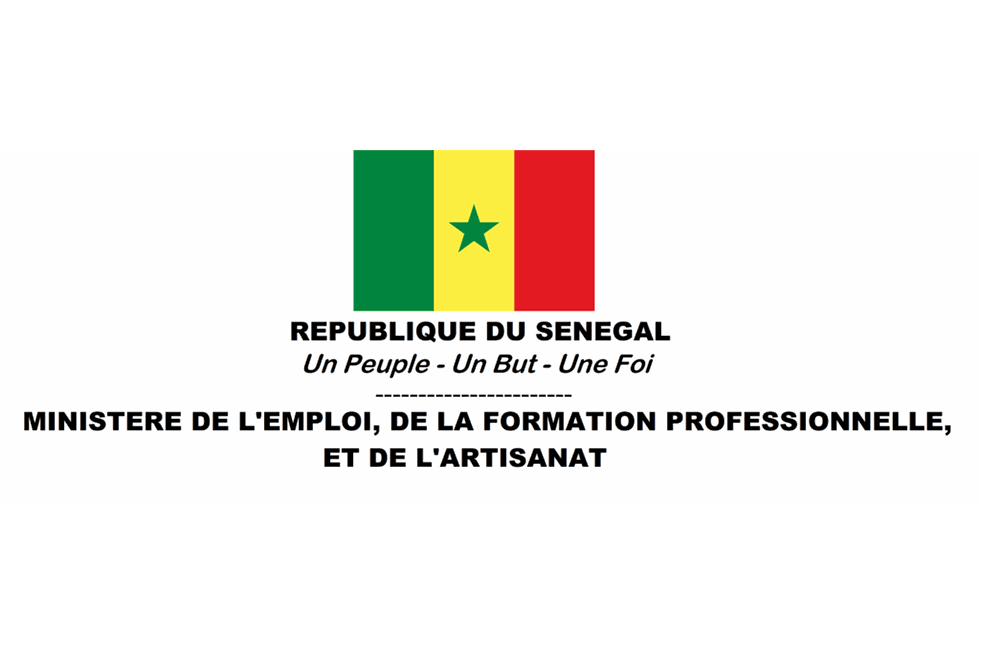 REPUBLIQUE DU SENEGAL
Un Peuple - Un But - Une Foi
-----------------------
MINISTERE DE L'EMPLOI, DE LA FORMATION PROFESSIONNELLE,
ET DE L'ARTISANAT